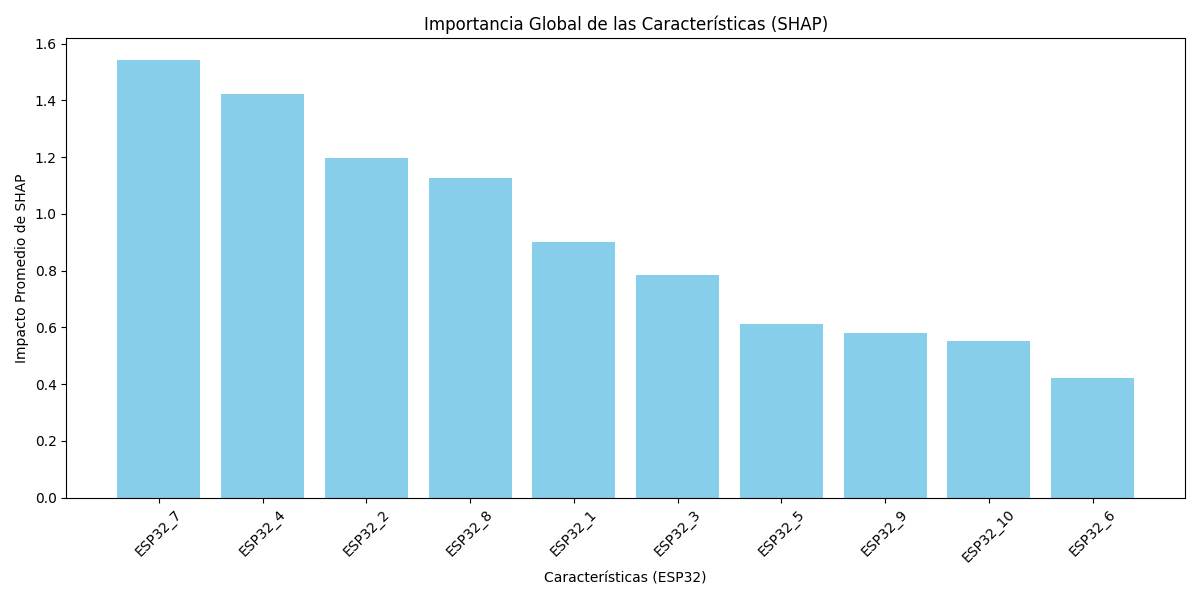 Importancia Global de las Características (SHAP)
Impacto Promedio de SHAP
1.6
1.4
1.2
1.0
0.8
0.6
0.4
0.2
0.0
ESP32_7
ESP32_4
ESP32_2
ESP32_8
ESP32_1
ESP32_3
ESP32_5
ESP32_9
ESP32_10
ESP32_6
Características (ESP32)